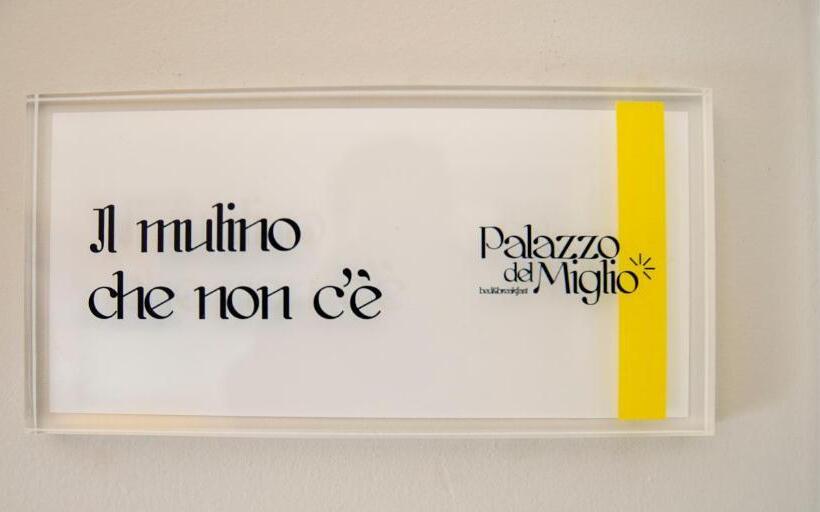 Il mulino
che non c'è
Palazzo
del Miglio
bed&breakfast